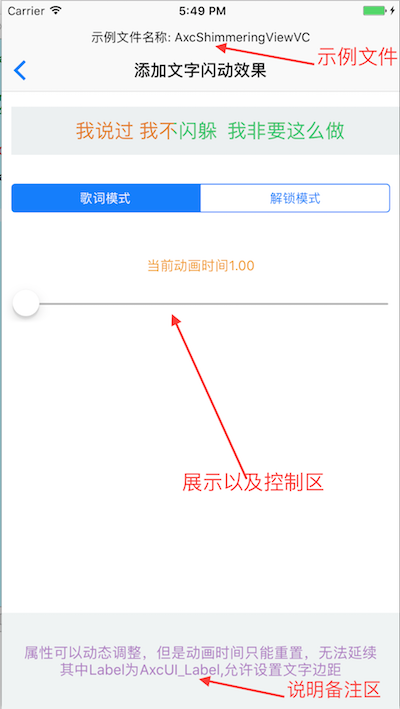 Carrier 5:49 PM
示例文件名称: AxcShimmeringViewVC
示例文件
添加文字闪动效果
我说过 我不闪躲 我非要这么做
歌词模式 解锁模式
当前动画时间1.00
展示以及控制区
属性可以动态调整，但是动画时间只能重置，无法延续
其中Label为AxcUI_Label,允许设置文字边距
说明备注区